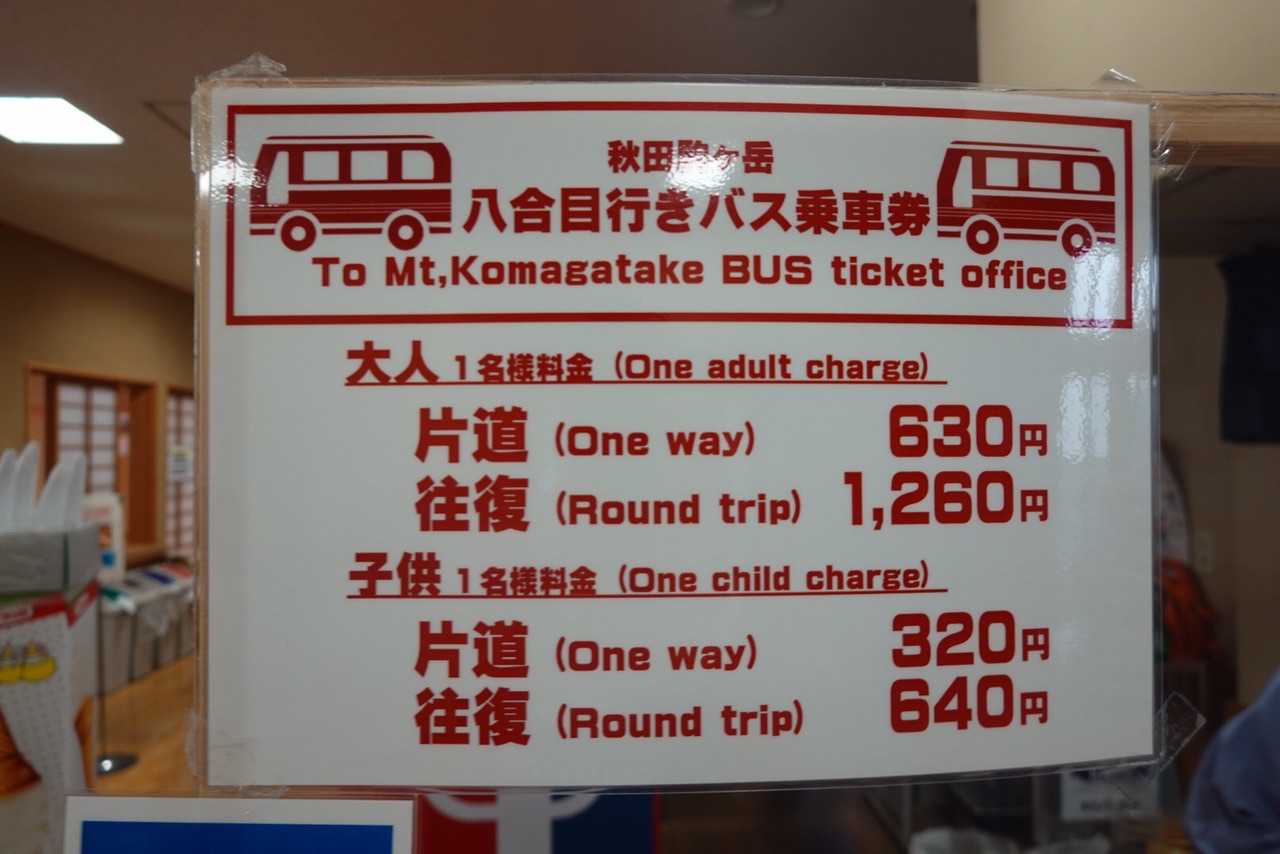 秋田駒ヶ岳
八合目行きバス乗車券
To Mt,Komagatake BUS ticket office
大人 1名様料金 (One adult charge)
片道 (One way) 630円
往復 (Round trip) 1,260円
子供 1名様料金 (One child charge)
片道 (One way) 320円
往復 (Round trip) 640円